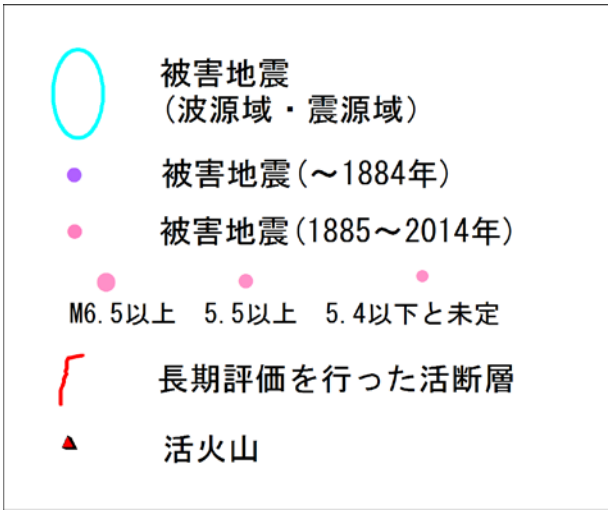 被害地震
(波源域・震源域)
被害地震(～1884年)
被害地震(1885～2014年)
M6.5以上 5.5以上 5.4以下と未定
長期評価を行った活断層
活火山